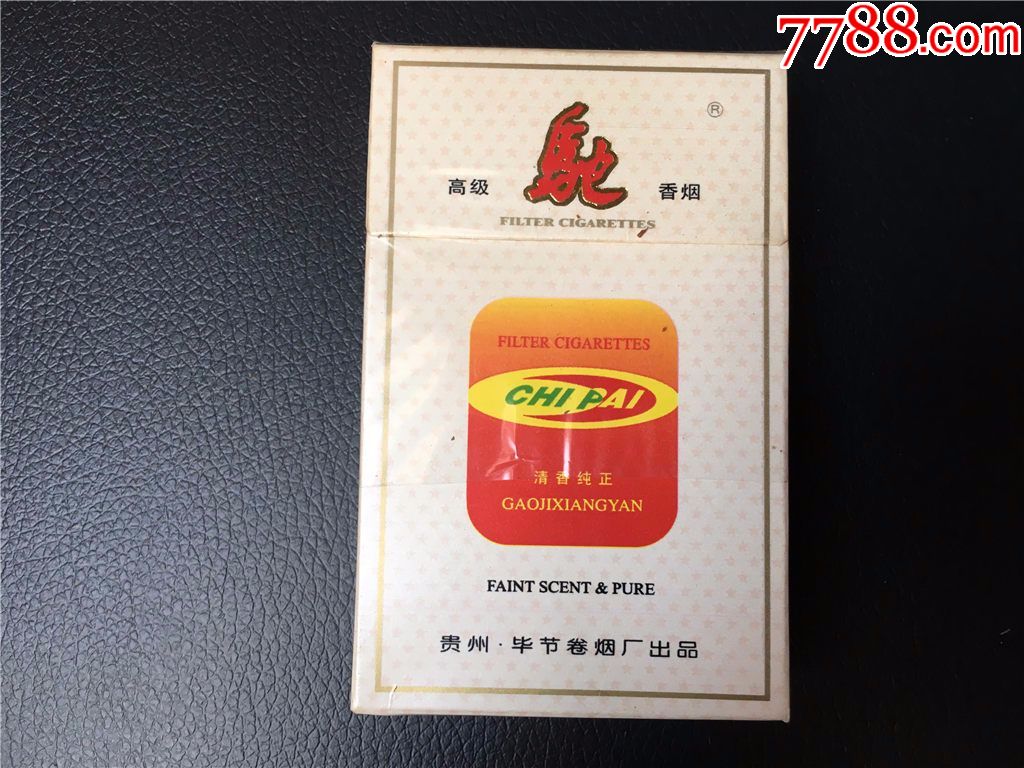 7788.com
®
高级 馳 香烟
FILTER CIGARETTES
FILTER CIGARETTES
CHI PAI
清香纯正
GAOJIXIANGYAN
FAINT SCENT & PURE
贵州·毕节卷烟厂出品